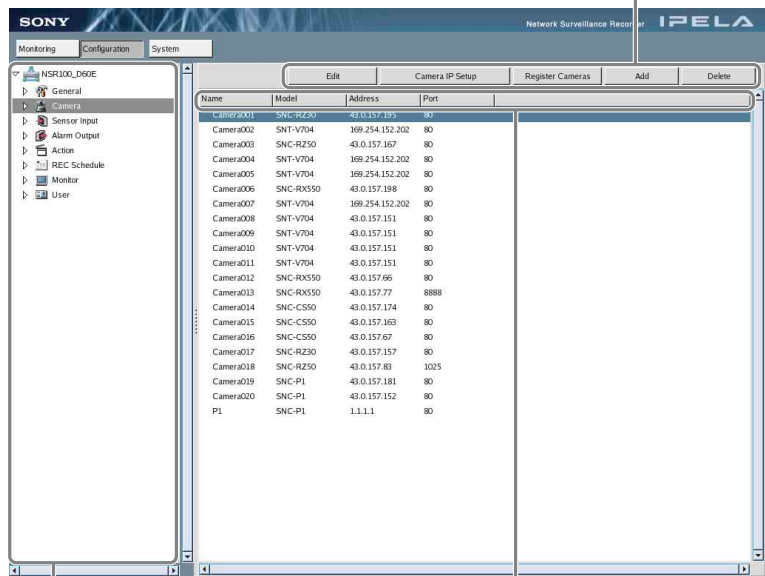 SONY
Network Surveillance Recorder IPELA
Monitoring Configuration System
NSR100_D60E
General
Camera
Sensor Input
Alarm Output
Action
REC Schedule
Monitor
User
Edit Camera IP Setup Register Cameras Add Delete
Name Model Address Port
Camera001 SNC-RZ30 43.0.157.195 80
Camera002 SNT-V704 169.254.152.202 80
Camera003 SNC-RZ50 43.0.157.167 80
Camera004 SNT-V704 169.254.152.202 80
Camera005 SNT-V704 169.254.152.202 80
Camera006 SNC-RX550 43.0.157.198 80
Camera007 SNT-V704 169.254.152.202 80
Camera008 SNT-V704 43.0.157.151 80
Camera009 SNT-V704 43.0.157.151 80
Camera010 SNT-V704 43.0.157.151 80
Camera011 SNT-V704 43.0.157.151 80
Camera012 SNC-RX550 43.0.157.66 80
Camera013 SNC-RX550 43.0.157.77 8888
Camera014 SNC-CS50 43.0.157.174 80
Camera015 SNC-CS50 43.0.157.163 80
Camera016 SNC-CS50 43.0.157.67 80
Camera017 SNC-RZ30 43.0.157.157 80
Camera018 SNC-RZ50 43.0.157.83 1025
Camera019 SNC-P1 43.0.157.181 80
Camera020 SNC-P1 43.0.157.152 80
P1 SNC-P1 1.1.1.1 80